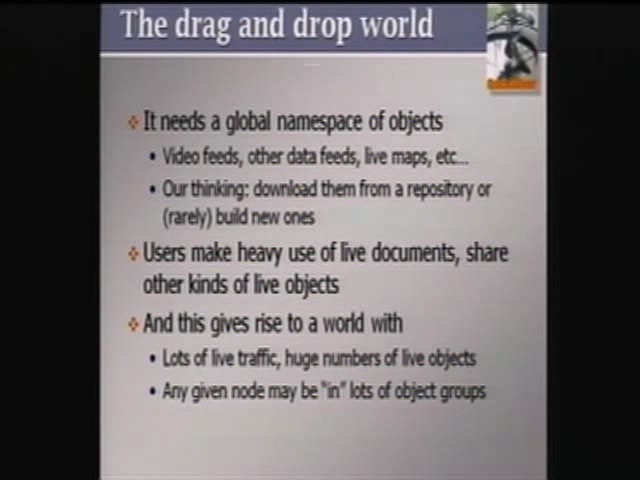 The drag and drop world
It needs a global namespace of objects
Video feeds, other data feeds, live maps, etc...
Our thinking: download them from a repository or
(rarely) build new ones
Users make heavy use of live documents, share
other kinds of live objects
And this gives rise to a world with
Lots of live traffic, huge numbers of live objects
Any given node may be "in" lots of object groups